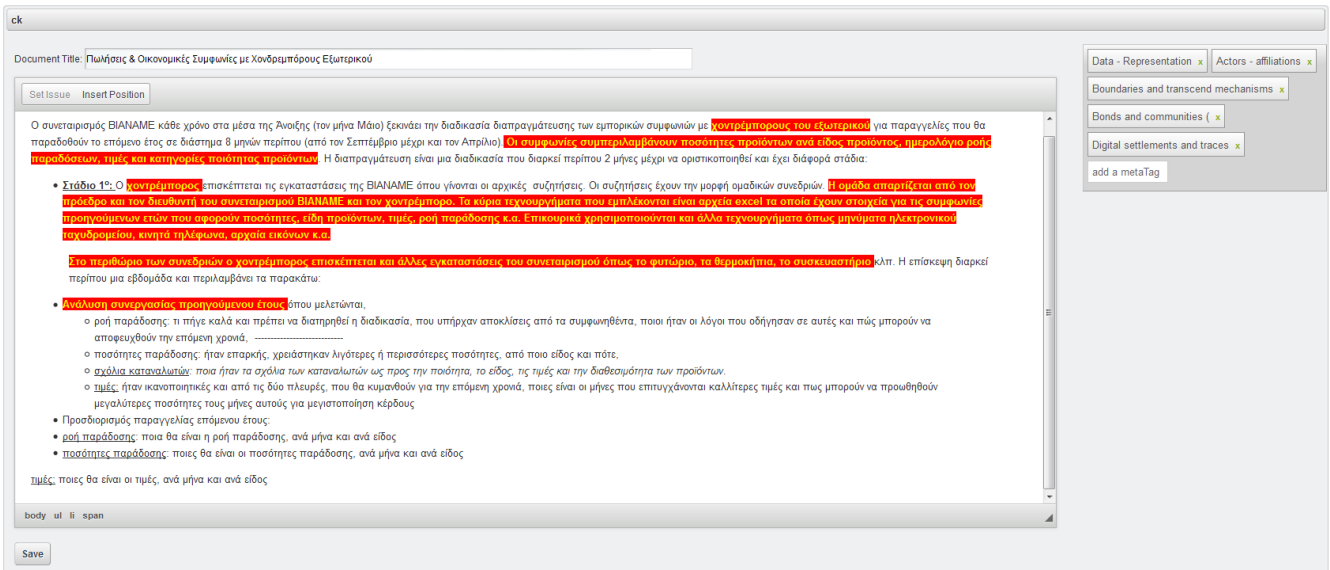 ck
Document Title: Πωλήσεις & Οικονομικές Συμφωνίες με Χονδρεμπόρους Εξωτερικού
Set Issue Insert Position
Ο συνεταιρισμός ΒΙΑΝΑΜΕ κάθε χρόνο στα μέσα της Άνοιξης (τον μήνα Μάιο) ξεκινάει την διαδικασία διαπραγμάτευσης των εμπορικών συμφωνιών με χοντρέμπορους του εξωτερικού για παραγγελίες που θα
παραδοθούν το επόμενο έτος σε διάστημα 8 μηνών περίπου (από τον Σεπτέμβριο μέχρι και τον Απρίλιο). Οι συμφωνίες συμπεριλαμβάνουν ποσότητες προϊόντων ανά είδος προϊόντος, ημερολόγιο ροής
παραδόσεων, τιμές και κατηγορίες ποιότητας προϊόντων. Η διαπραγμάτευση είναι μια διαδικασία που διαρκεί περίπου 2 μήνες μέχρι να οριστικοποιηθεί και έχει διάφορά στάδια:
• Στάδιο 1º: Ο χοντρέμπορος επισκέπτεται τις εγκαταστάσεις της ΒΙΑΝΑΜΕ όπου γίνονται οι αρχικές συζητήσεις. Οι συζητήσεις έχουν την μορφή ομαδικών συνεδριών. Η ομάδα απαρτίζεται από τον
πρόεδρο και τον διευθυντή του συνεταιρισμού ΒΙΑΝΑΜΕ και τον χοντρέμπορο. Τα κύρια τεχνουργήματα που εμπλέκονται είναι αρχεία excel τα οποία έχουν στοιχεία για τις συμφωνίες
προηγούμενων ετών που αφορούν ποσότητες, είδη προϊόντων, τιμές, ροή παράδοσης κ.α. Επικουρικά χρησιμοποιούνται και άλλα τεχνουργήματα όπως μηνύματα ηλεκτρονικού
ταχυδρομείου, κινητά τηλέφωνα, αρχαία εικόνων κ.α.
Στο περιθώριο των συνεδριών ο χοντρέμπορος επισκέπτεται και άλλες εγκαταστάσεις του συνεταιρισμού όπως το φυτώριο, τα θερμοκήπια, το συσκευαστήριο κλπ. Η επίσκεψη διαρκεί
περίπου μια εβδομάδα και περιλαμβάνει τα παρακάτω:
• Ανάλυση συνεργασίας προηγούμενου έτους όπου μελετώνται,
o ροή παράδοσης: τι πήγε καλά και πρέπει να διατηρηθεί η διαδικασία, που υπήρχαν αποκλίσεις από τα συμφωνηθέντα, ποιοι ήταν οι λόγοι που οδήγησαν σε αυτές και πώς μπορούν να
αποφευχθούν την επόμενη χρονιά, ----------------------------
o ποσότητες παράδοσης: ήταν επαρκής, χρειάστηκαν λιγότερες ή περισσότερες ποσότητες, από ποιο είδος και πότε,
o σχόλια καταναλωτών: ποια ήταν τα σχόλια των καταναλωτών ως προς την ποιότητα, το είδος, τις τιμές και την διαθεσιμότητα των προϊόντων.
o τιμές: ήταν ικανοποιητικές και από τις δύο πλευρές, που θα κυμανθούν για την επόμενη χρονιά, ποιες είναι οι μήνες που επιτυγχάνονται καλλίτερες τιμές και πως μπορούν να προωθηθούν
μεγαλύτερες ποσότητες τους μήνες αυτούς για μεγιστοποίηση κέρδους
• Προσδιορισμός παραγγελίας επόμενου έτους:
• ροή παράδοσης: ποια θα είναι η ροή παράδοσης, ανά μήνα και ανά είδος
• ποσότητες παράδοσης: ποιες θα είναι οι ποσότητες παράδοσης, ανά μήνα και ανά είδος
τιμές: ποιες θα είναι οι τιμές, ανά μήνα και ανά είδος
body ul li span
Save
Data - Representation x Actors - affiliations x
Boundaries and transcend mechanisms x
Bonds and communities ( x
Digital settlements and traces x
add a metaTag